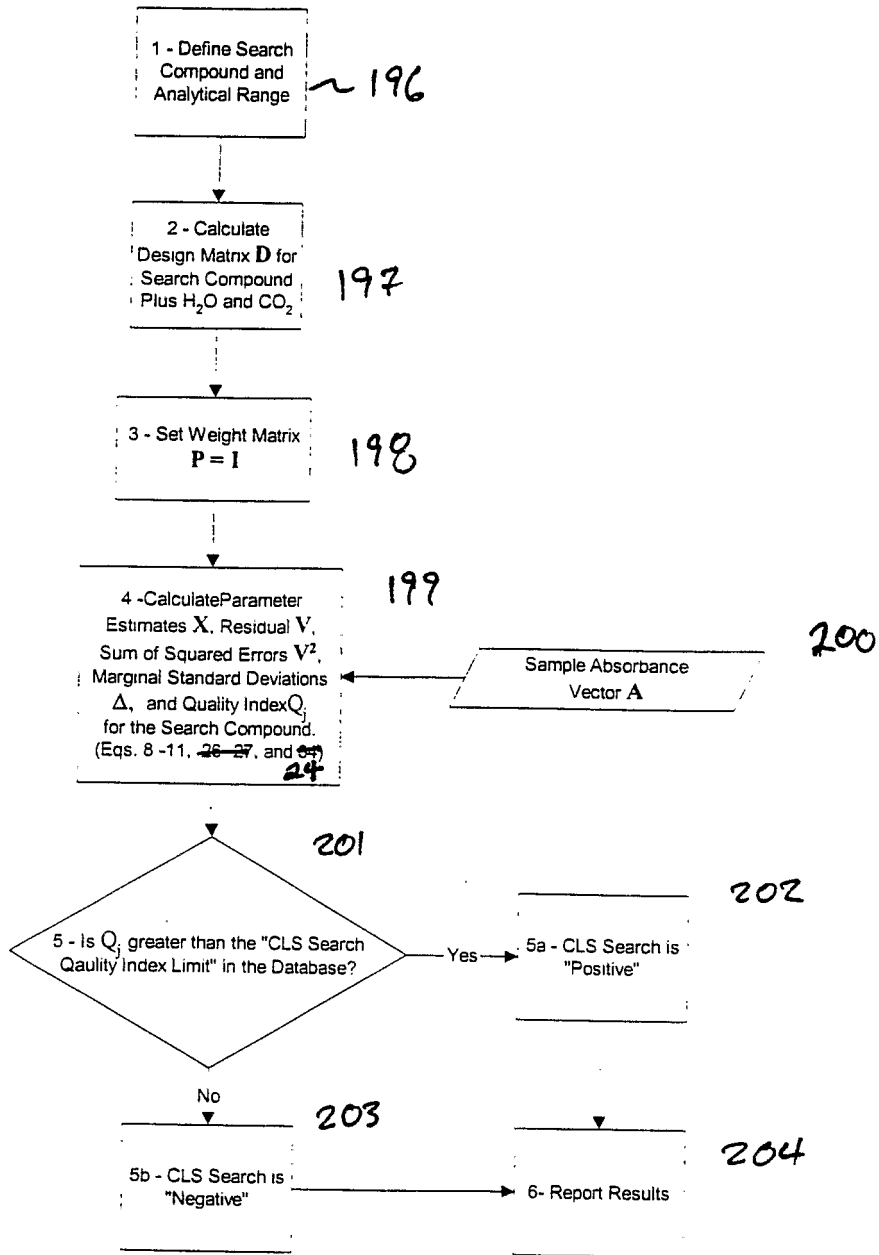 1 - Define Search
Compound and
Analytical Range
~ 196
2 - Calculate
Design Matrix D for
Search Compound
Plus H₂O and CO₂
197
3 - Set Weight Matrix
P = I
198
4 -CalculateParameter
Estimates X, Residual V,
Sum of Squared Errors V²,
Marginal Standard Deviations
Δ, and Quality IndexQj
for the Search Compound.
(Eqs. 8 -11, 26-27, and 34)
24
199
Sample Absorbance
Vector A
200
5 - Is Qj greater than the "CLS Search
Qaulity Index Limit" in the Database?
201
Yes
5a - CLS Search is
"Positive"
202
No
5b - CLS Search is
"Negative"
203
6- Report Results
204